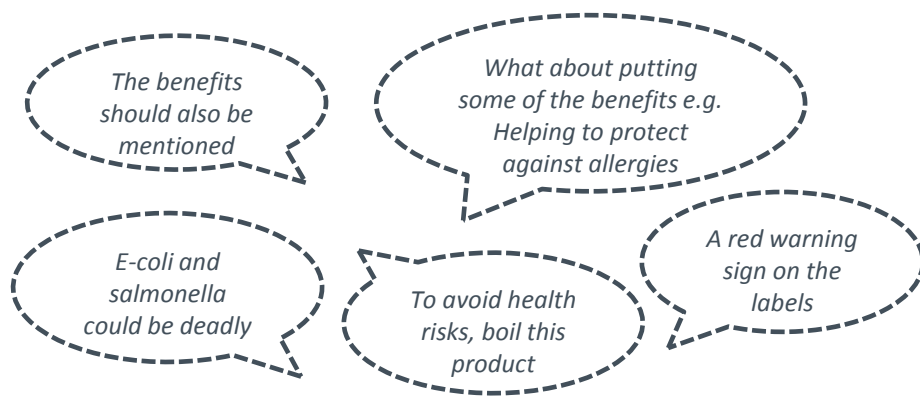 The benefits
should also be
mentioned
What about putting
some of the benefits e.g.
Helping to protect
against allergies
E-coli and
salmonella
could be deadly
To avoid health
risks, boil this
product
A red warning
sign on the
labels